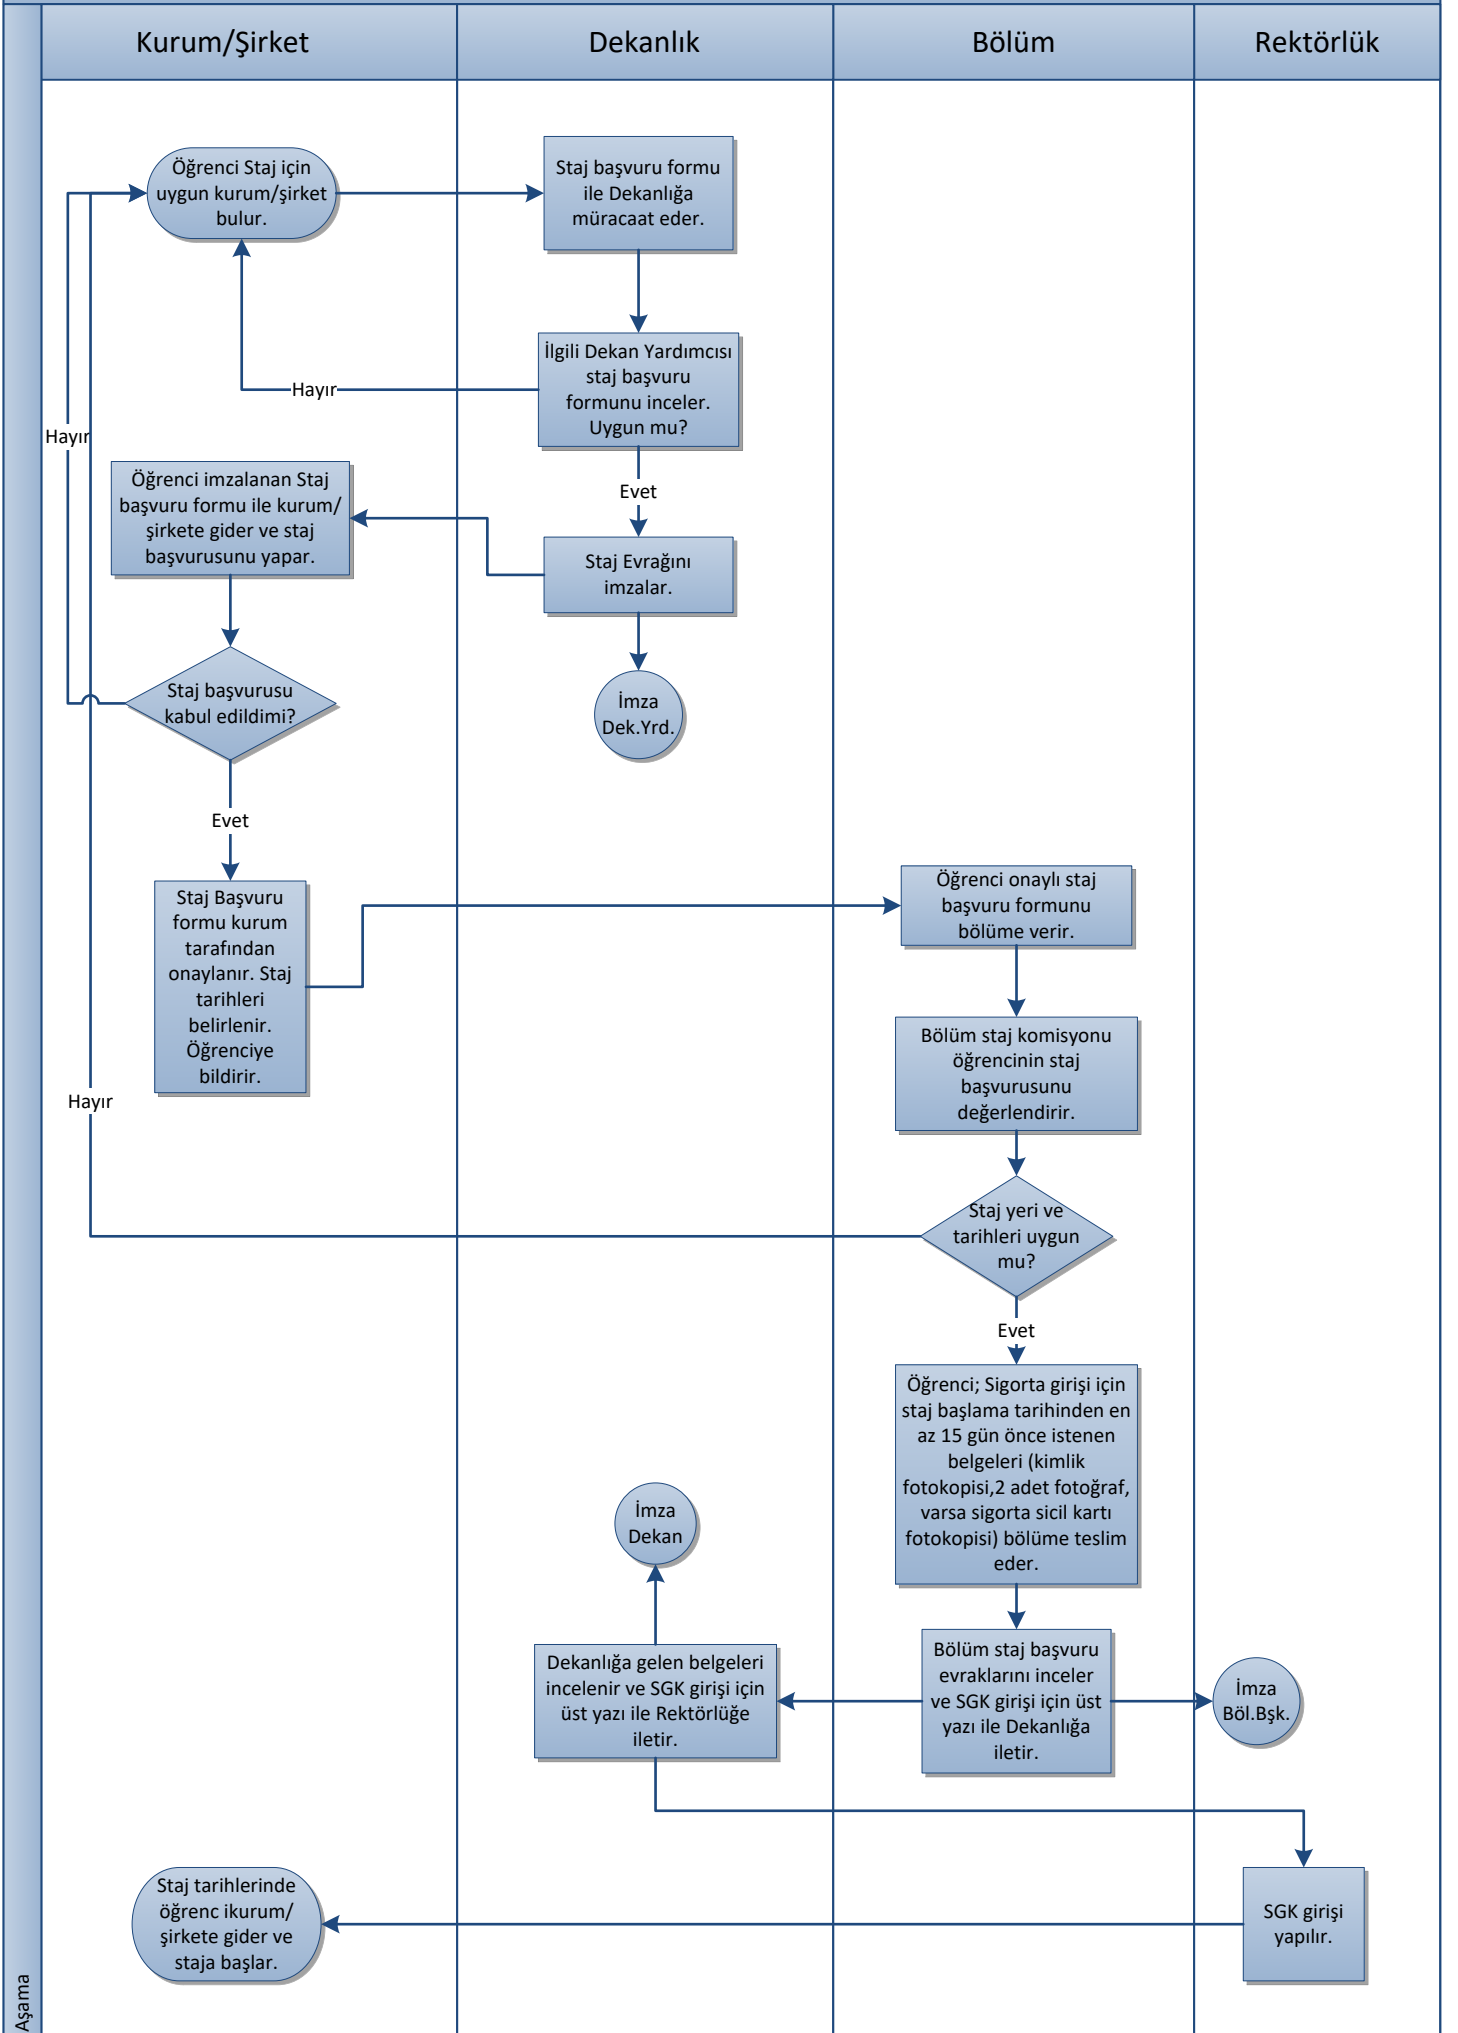 Kurum/Şirket
Dekanlık
Bölüm
Rektörlük
Öğrenci Staj için
uygun kurum/şirket
bulur.
Staj başvuru formu
ile Dekanlığa
müracaat eder.
İlgili Dekan Yardımcısı
staj başvuru
formunu inceler.
Uygun mu?
Hayır
Hayır
Evet
Öğrenci imzalanan Staj
başvuru formu ile kurum/
şirkete gider ve staj
başvurusunu yapar.
Staj Evrağını
imzalar.
Staj başvurusu
kabul edildimi?
İmza
Dek.Yrd.
Evet
Staj Başvuru
formu kurum
tarafından
onaylanır. Staj
tarihleri
belirlenir.
Öğrenciye
bildirir.
Öğrenci onaylı staj
başvuru formunu
bölüme verir.
Bölüm staj komisyonu
öğrencinin staj
başvurusunu
değerlendirir.
Hayır
Staj yeri ve
tarihleri uygun
mu?
Evet
Öğrenci; Sigorta girişi için
staj başlama tarihinden en
az 15 gün önce istenen
belgeleri (kimlik
fotokopisi,2 adet fotoğraf,
varsa sigorta sicil kartı
fotokopisi) bölüme teslim
eder.
İmza
Dekan
Dekanlığa gelen belgeleri
incelenir ve SGK girişi için
üst yazı ile Rektörlüğe
iletir.
Bölüm staj başvuru
evraklarını inceler
ve SGK girişi için üst
yazı ile Dekanlığa
iletir.
İmza
Böl.Bşk.
Staj tarihlerinde
öğrenc ikurum/
şirkete gider ve
staja başlar.
SGK girişi
yapılır.
Aşama